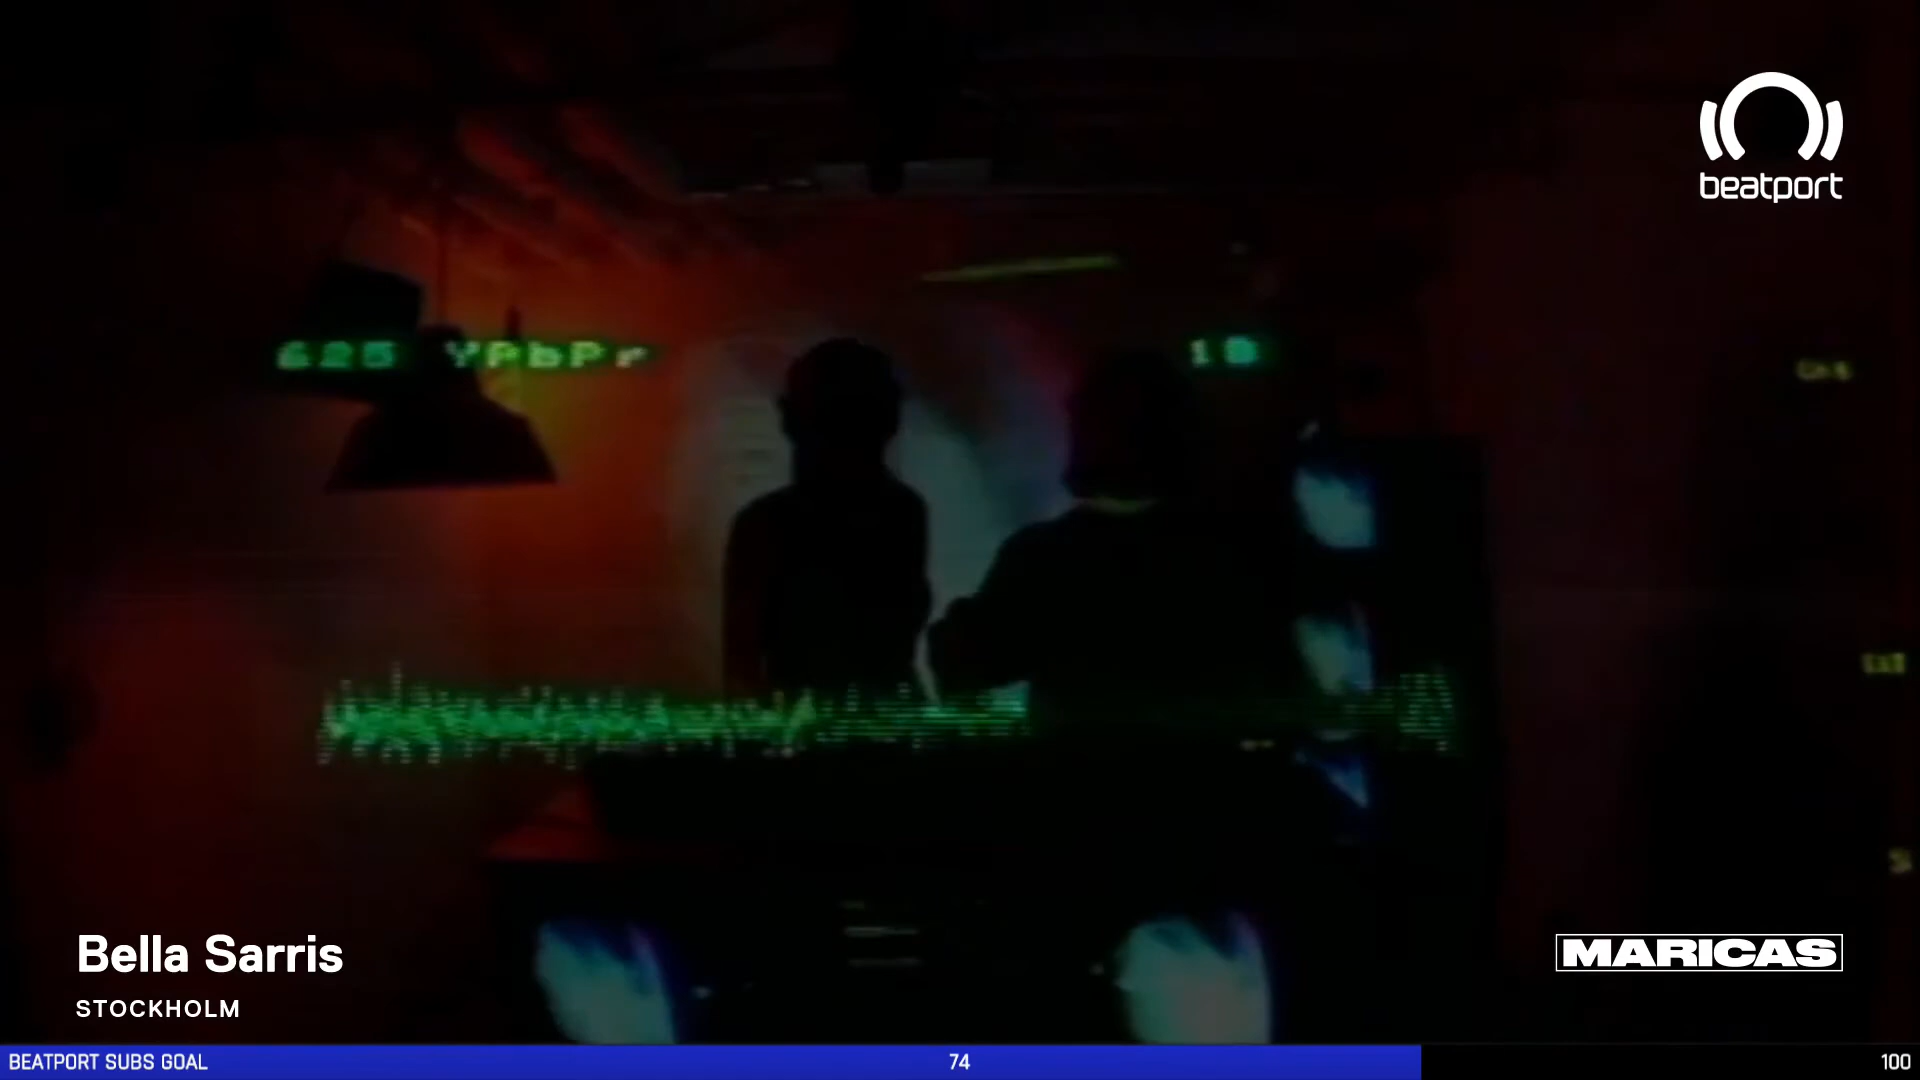 beatport
625 YPbPr
10
Bella Sarris
STOCKHOLM
MARICAS
BEATPORT SUBS GOAL 74 100